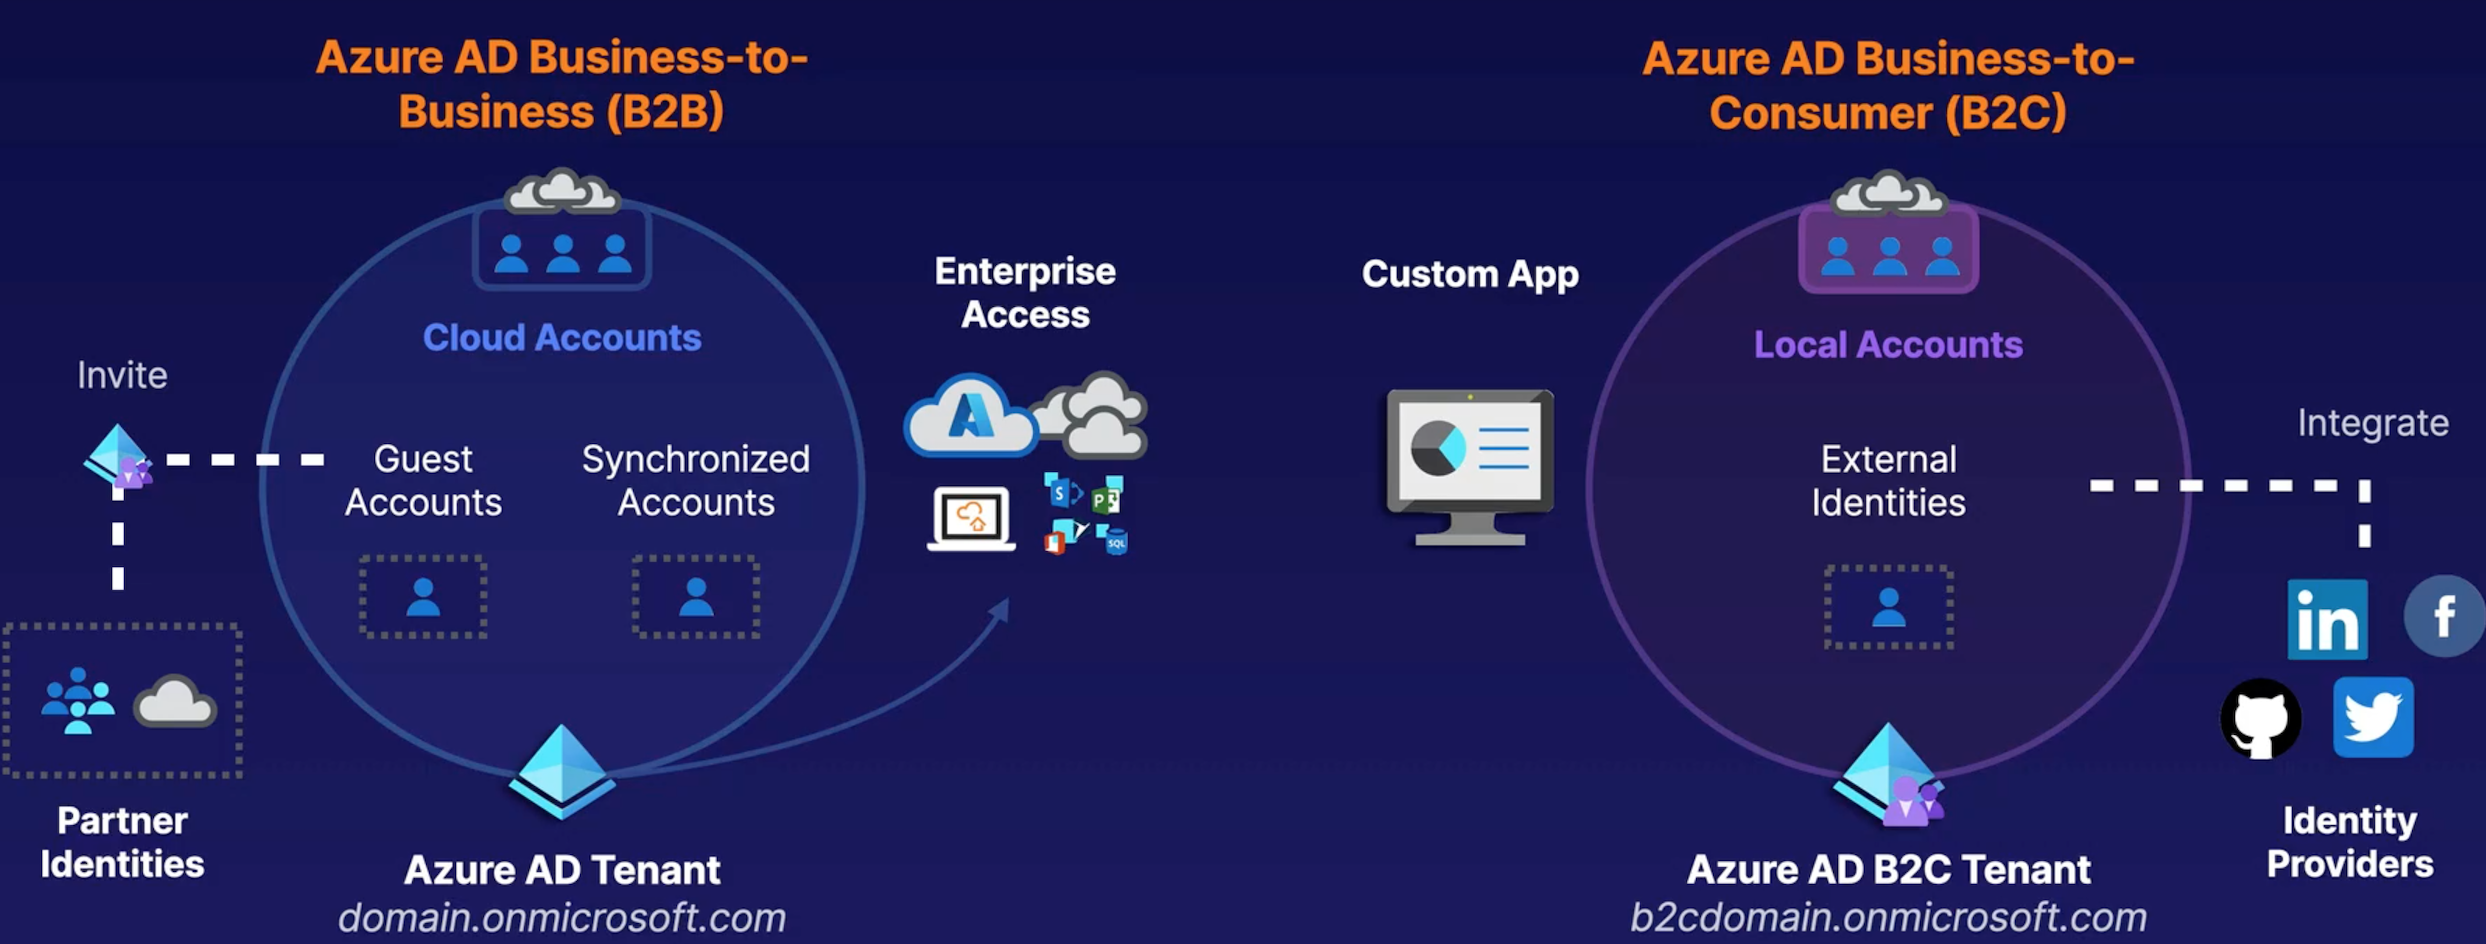 Azure AD Business-to-
Business (B2B)
Cloud Accounts
Invite
Guest
Accounts
Synchronized
Accounts
Partner
Identities
Azure AD Tenant
domain.onmicrosoft.com
Enterprise
Access
A
S
P
SQL
Azure AD Business-to-
Consumer (B2C)
Custom App
Local Accounts
External
Identities
Integrate
in
f
Identity
Providers
Azure AD B2C Tenant
b2cdomain.onmicrosoft.com